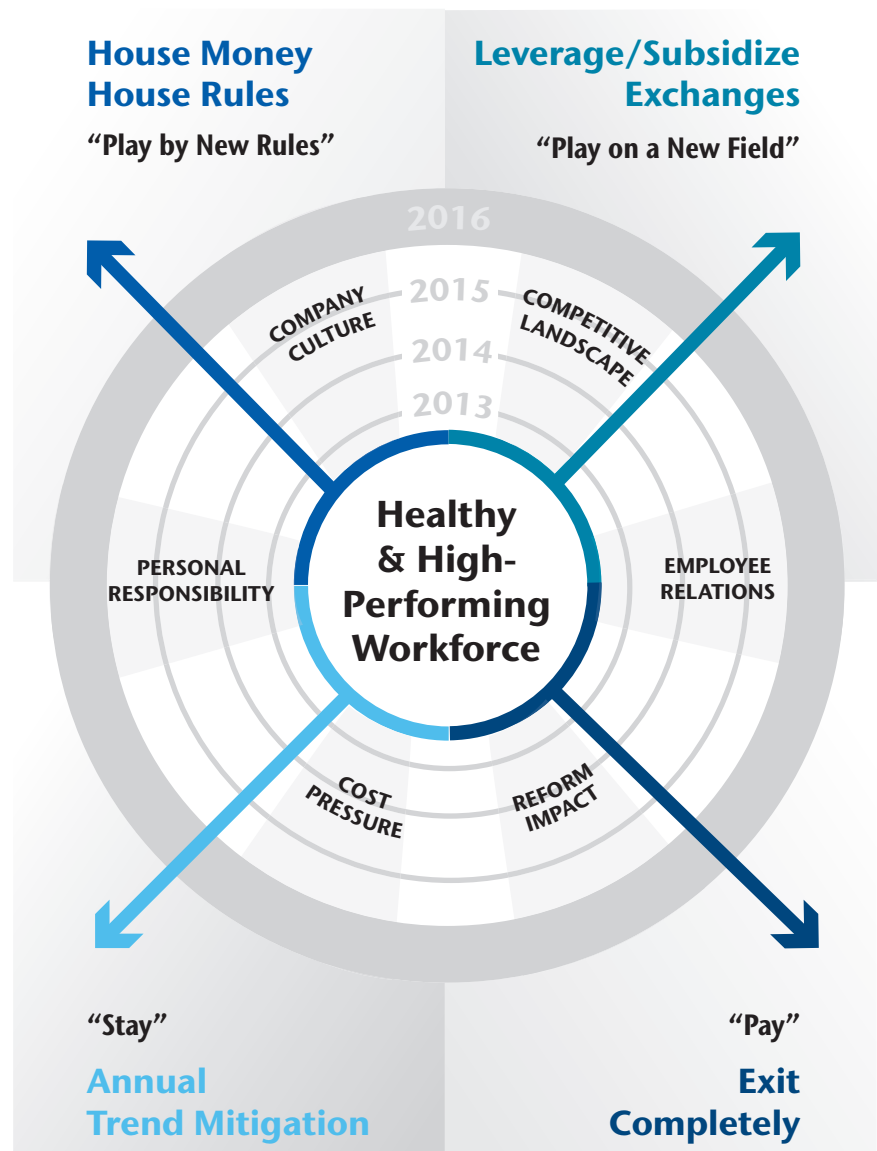 House Money
House Rules
“Play by New Rules”
Leverage/Subsidize
Exchanges
“Play on a New Field”
2016
2015
2014
2013
COMPANY
CULTURE
COMPETITIVE
LANDSCAPE
PERSONAL
RESPONSIBILITY
Healthy
& High-
Performing
Workforce
EMPLOYEE
RELATIONS
COST
PRESSURE
REFORM
IMPACT
“Stay”
Annual
Trend Mitigation
“Pay”
Exit
Completely